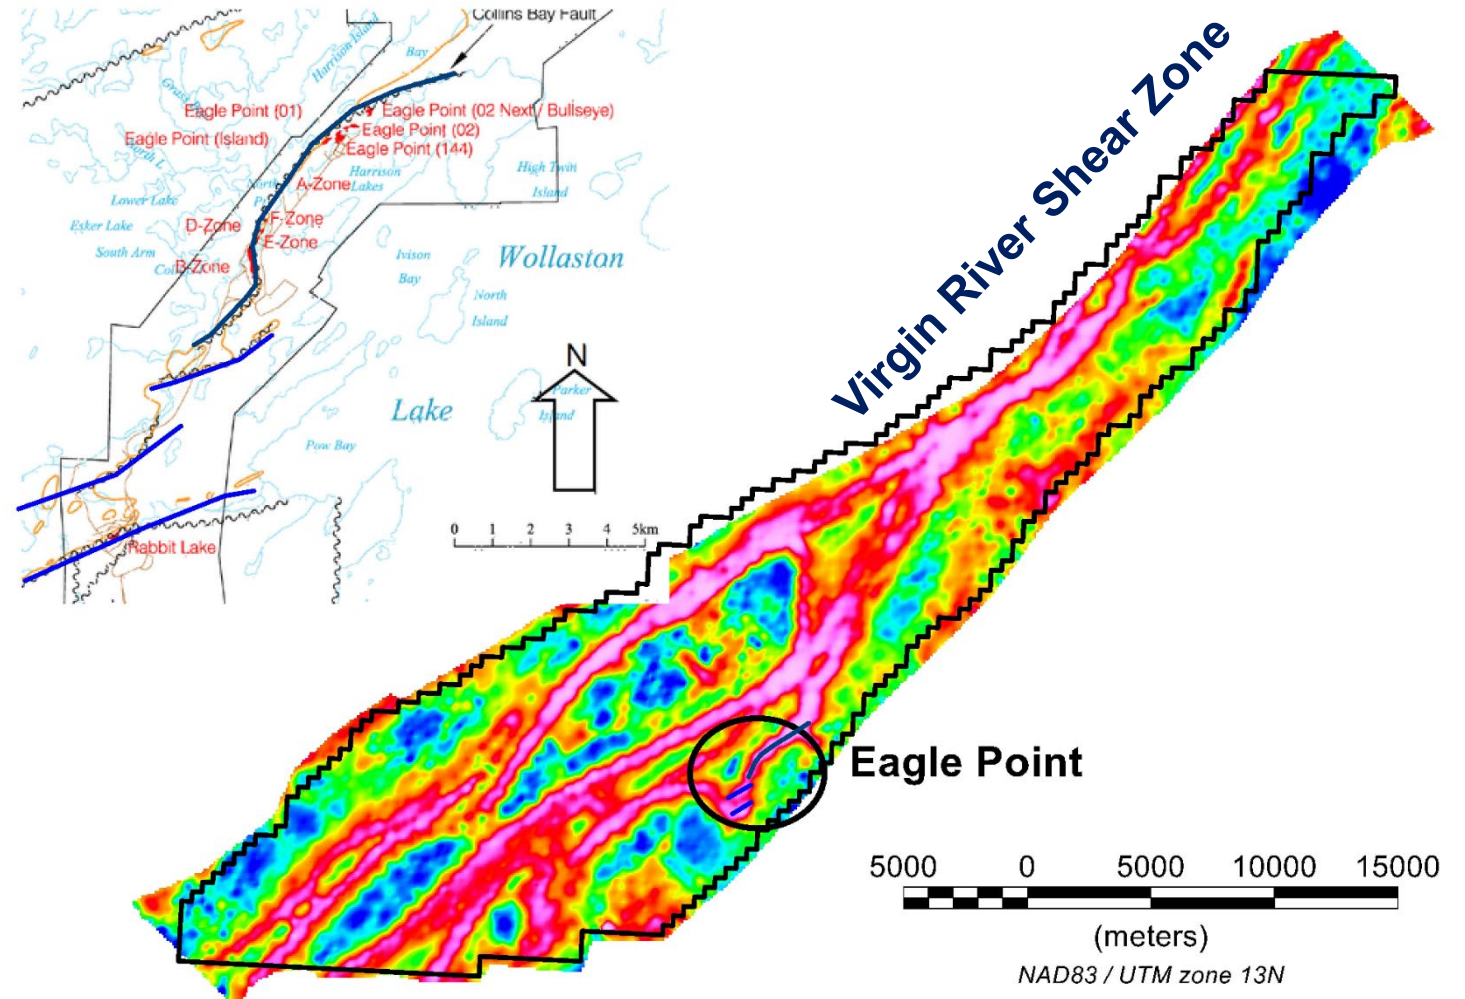 Collins Bay Fault
Harrison Island
Bay
Eagle Point (01)
Eagle Point (02 Next / Bullseye)
Eagle Point (02)
Eagle Point (Island)
Eagle Point (144)
Harrison
Lakes
High Twin
Island
A-Zone
Lower Lake
D-Zone
F-Zone
Esker Lake
E-Zone
South Arm
B-Zone
Ivison
Bay
Wollaston
North
Island
N
Parker
Island
Lake
Pow Bay
0 1 2 3 4 5km
Rabbit Lake
Virgin River Shear Zone
Eagle Point
5000 0 5000 10000 15000
(meters)
NAD83 / UTM zone 13N